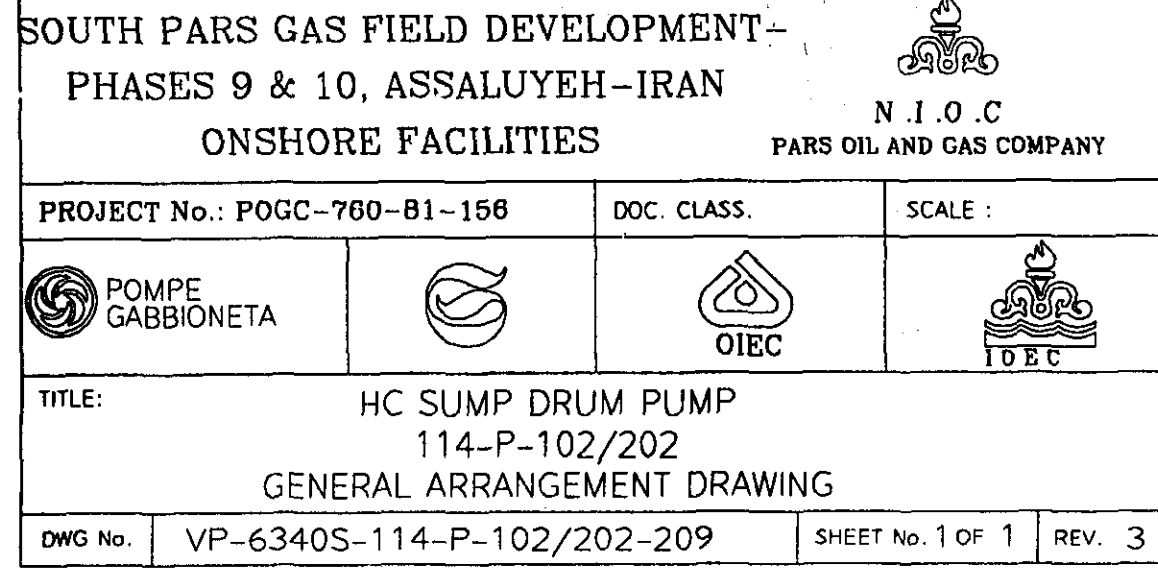 SOUTH PARS GAS FIELD DEVELOPMENT-
PHASES 9 & 10, ASSALUYEH-IRAN
ONSHORE FACILITIES
N .I .O .C
PARS OIL AND GAS COMPANY
PROJECT No.: POGC-760-81-156
DOC. CLASS.
SCALE :
POMPE
GABBIONETA
OIEC
IOEC
TITLE:
HC SUMP DRUM PUMP
114-P-102/202
GENERAL ARRANGEMENT DRAWING
DWG No.
VP-6340S-114-P-102/202-209
SHEET No. 1 OF 1
REV. 3